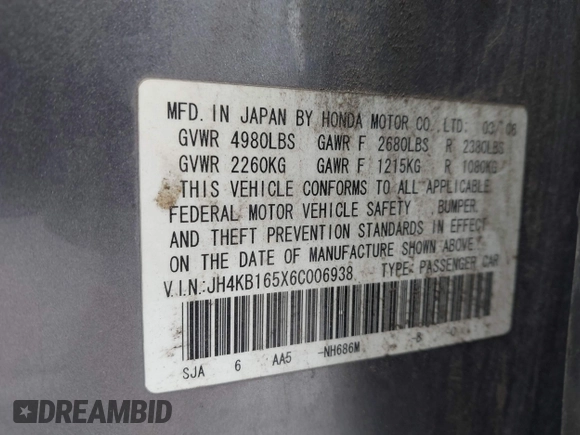 MFD. IN JAPAN BY HONDA MOTOR CO.,LTD: 03 06
GVWR 4980LBS GAWR F 2680LBS R 2380LBS
GVWR 2260KG GAWR F 1215KG R 1080KG
THIS VEHICLE CONFORMS TO ALL APPLICABLE
FEDERAL MOTOR VEHICLE SAFETY , BUMPER,
AND THEFT PREVENTION STANDARDS IN EFFECT
ON THE DATE OF MANUFACTURE SHOWN ABOVE.
V.I.N.:JH4KB165X6C006938 TYPE: PASSENGER CAR
SJA 6 AA5 -NH686M
DREAMBID